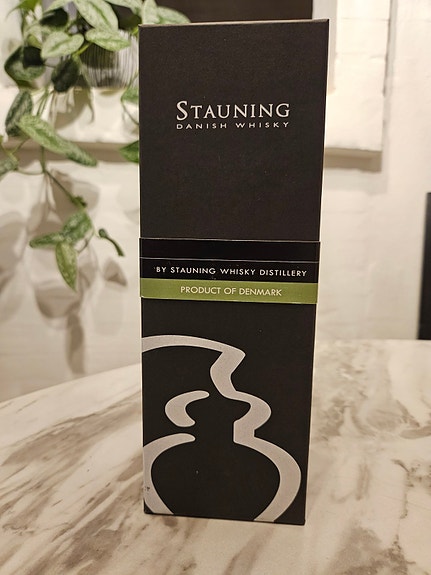 STAUNING
DANISH WHISKY
BY STAUNING WHISKY DISTILLERY
PRODUCT OF DENMARK